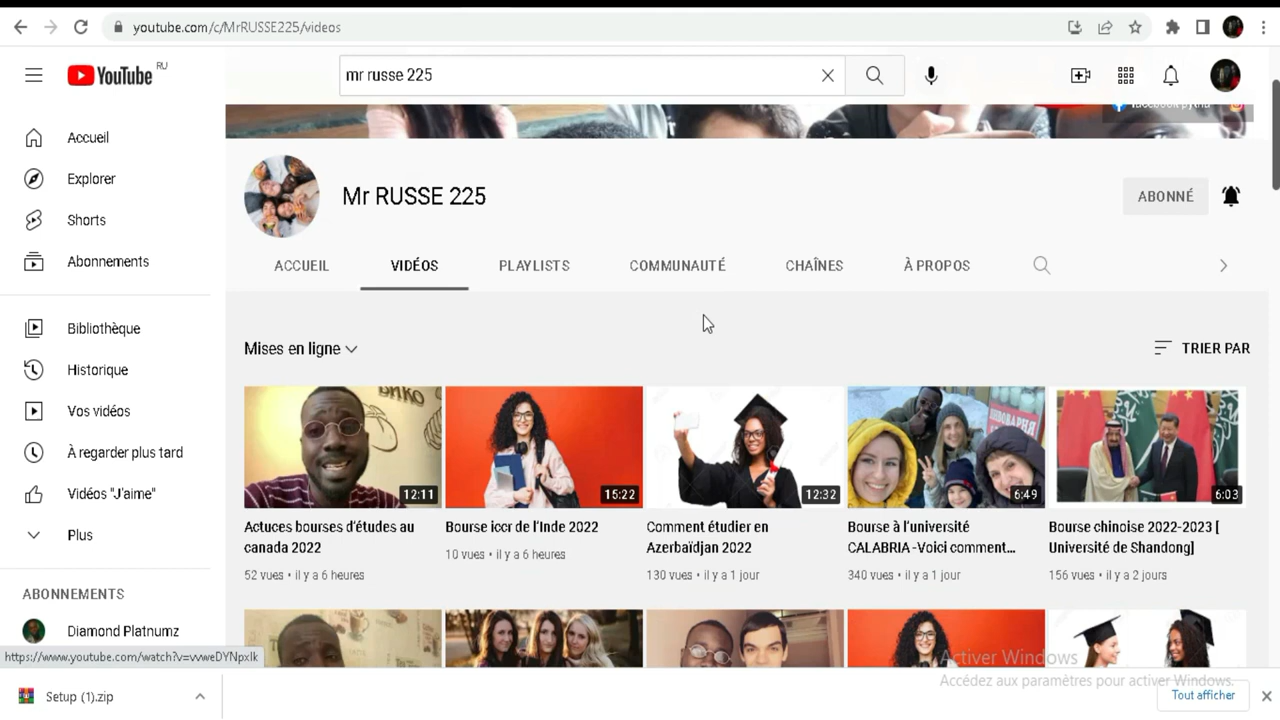 youtube.com/c/MrRUSSE225/videos
YouTube RU
mr russe 225
Accueil
Explorer
Shorts
Abonnements
Bibliothèque
Historique
Vos vidéos
À regarder plus tard
Vidéos "J'aime"
Plus
ABONNEMENTS
Diamond Platnumz
Mr RUSSE 225
ABONNÉ
ACCUEIL VIDÉOS PLAYLISTS COMMUNAUTÉ CHAÎNES À PROPOS
Mises en ligne
TRIER PAR
12:11
Actuces bourses d'études au
canada 2022
52 vues • il y a 6 heures
15:22
Bourse iccr de l'Inde 2022
10 vues • il y a 6 heures
12:32
Comment étudier en
Azerbaïdjan 2022
130 vues • il y a 1 jour
6:49
Bourse à l'université
CALABRIA -Voici comment...
340 vues • il y a 1 jour
6:03
Bourse chinoise 2022-2023 [
Université de Shandong]
156 vues • il y a 2 jours
Activer Windows
Accédez aux paramètres pour activer Windows.
Setup (1).zip
Tout afficher